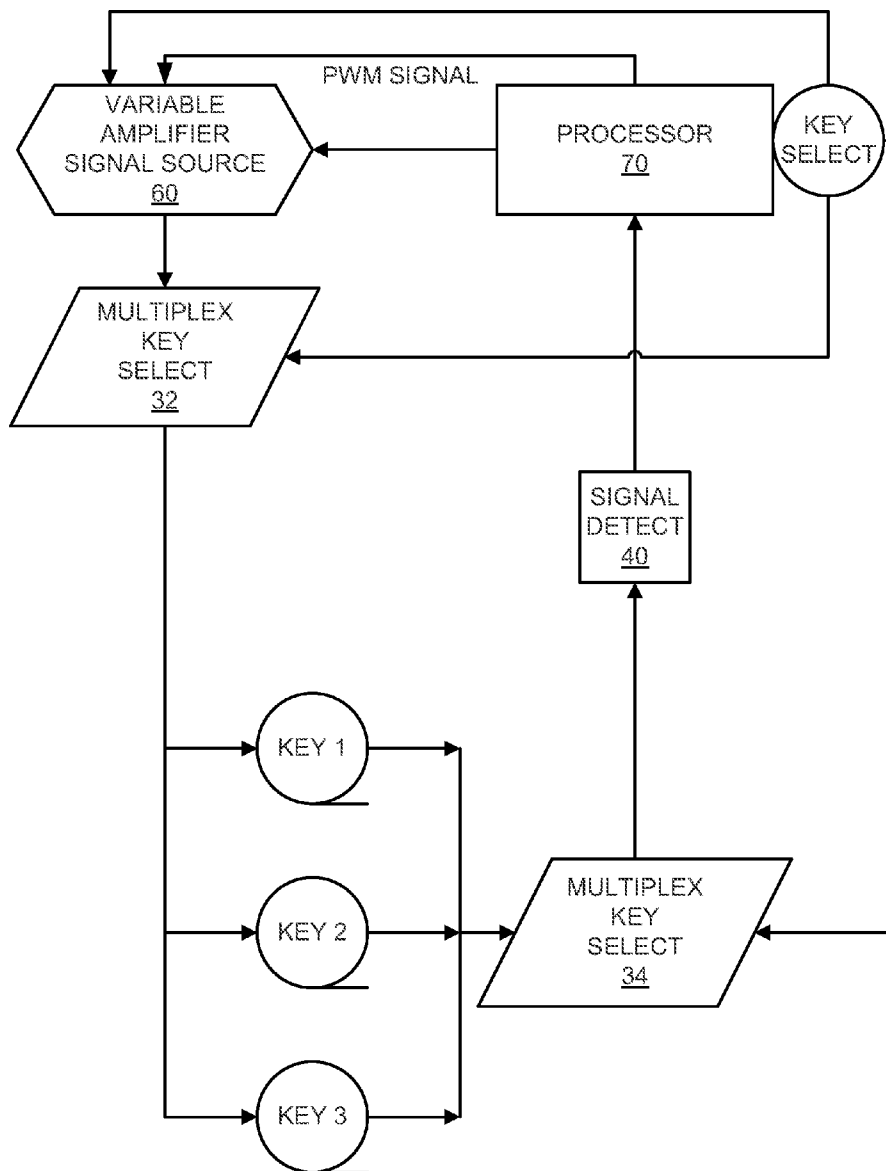 PWM SIGNAL
VARIABLE
AMPLIFIER
SIGNAL SOURCE
60
PROCESSOR
70
KEY
SELECT
MULTIPLEX
KEY
SELECT
32
SIGNAL
DETECT
40
KEY 1
KEY 2
KEY 3
MULTIPLEX
KEY
SELECT
34